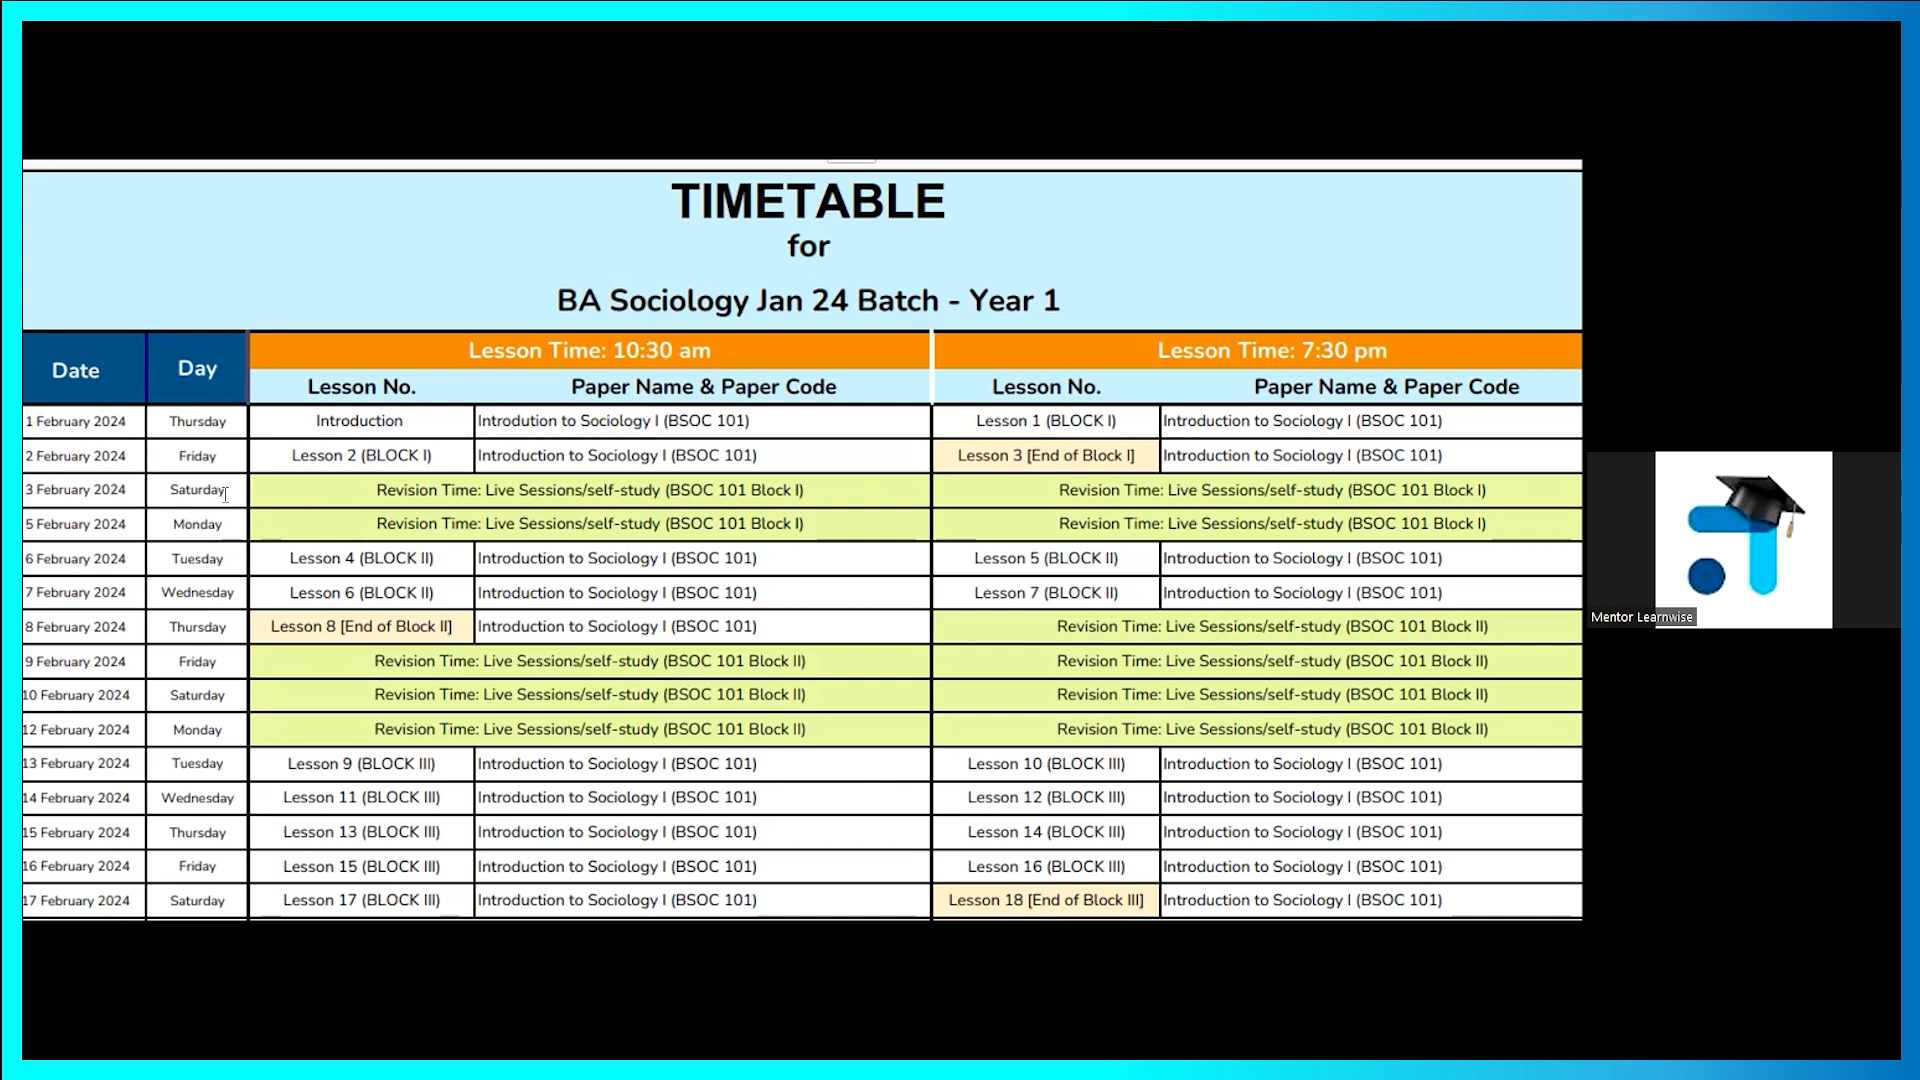 TIMETABLE
for
BA Sociology Jan 24 Batch - Year 1
Date Day Lesson Time: 10:30 am Lesson Time: 7:30 pm
Lesson No. Paper Name & Paper Code Lesson No. Paper Name & Paper Code
1 February 2024 Thursday Introduction Introdution to Sociology I (BSOC 101) Lesson 1 (BLOCK I) Introduction to Sociology I (BSOC 101)
2 February 2024 Friday Lesson 2 (BLOCK I) Introduction to Sociology I (BSOC 101) Lesson 3 [End of Block I] Introduction to Sociology I (BSOC 101)
3 February 2024 Saturday Revision Time: Live Sessions/self-study (BSOC 101 Block I) Revision Time: Live Sessions/self-study (BSOC 101 Block I)
5 February 2024 Monday Revision Time: Live Sessions/self-study (BSOC 101 Block I) Revision Time: Live Sessions/self-study (BSOC 101 Block I)
6 February 2024 Tuesday Lesson 4 (BLOCK II) Introduction to Sociology I (BSOC 101) Lesson 5 (BLOCK II) Introduction to Sociology I (BSOC 101)
7 February 2024 Wednesday Lesson 6 (BLOCK II) Introduction to Sociology I (BSOC 101) Lesson 7 (BLOCK II) Introduction to Sociology I (BSOC 101)
8 February 2024 Thursday Lesson 8 [End of Block II] Introduction to Sociology I (BSOC 101) Revision Time: Live Sessions/self-study (BSOC 101 Block II)
9 February 2024 Friday Revision Time: Live Sessions/self-study (BSOC 101 Block II) Revision Time: Live Sessions/self-study (BSOC 101 Block II)
10 February 2024 Saturday Revision Time: Live Sessions/self-study (BSOC 101 Block II) Revision Time: Live Sessions/self-study (BSOC 101 Block II)
12 February 2024 Monday Revision Time: Live Sessions/self-study (BSOC 101 Block II) Revision Time: Live Sessions/self-study (BSOC 101 Block II)
13 February 2024 Tuesday Lesson 9 (BLOCK III) Introduction to Sociology I (BSOC 101) Lesson 10 (BLOCK III) Introduction to Sociology I (BSOC 101)
14 February 2024 Wednesday Lesson 11 (BLOCK III) Introduction to Sociology I (BSOC 101) Lesson 12 (BLOCK III) Introduction to Sociology I (BSOC 101)
15 February 2024 Thursday Lesson 13 (BLOCK III) Introduction to Sociology I (BSOC 101) Lesson 14 (BLOCK III) Introduction to Sociology I (BSOC 101)
16 February 2024 Friday Lesson 15 (BLOCK III) Introduction to Sociology I (BSOC 101) Lesson 16 (BLOCK III) Introduction to Sociology I (BSOC 101)
17 February 2024 Saturday Lesson 17 (BLOCK III) Introduction to Sociology I (BSOC 101) Lesson 18 [End of Block III] Introduction to Sociology I (BSOC 101)
Mentor Learnwise